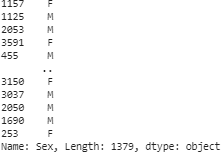 1157 F
1125 M
2053 M
3591 F
455 M
..
3150 F
3037 M
2050 M
1690 M
253 F
Name: Sex, Length: 1379, dtype: object